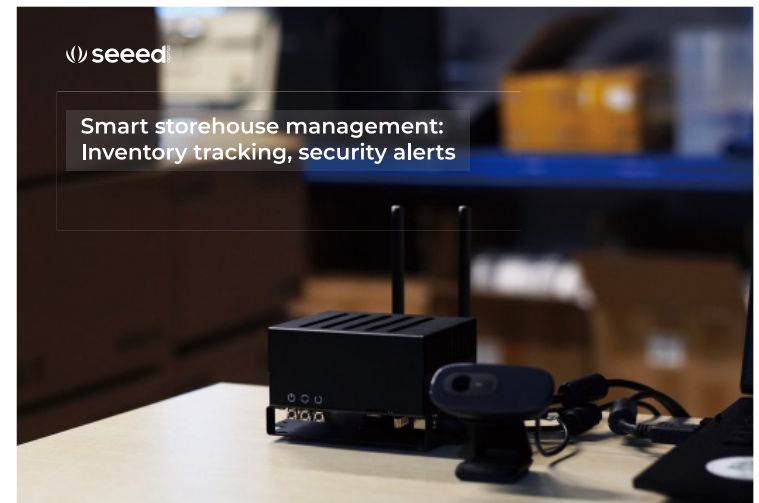 seeed
Smart storehouse management:
Inventory tracking, security alerts